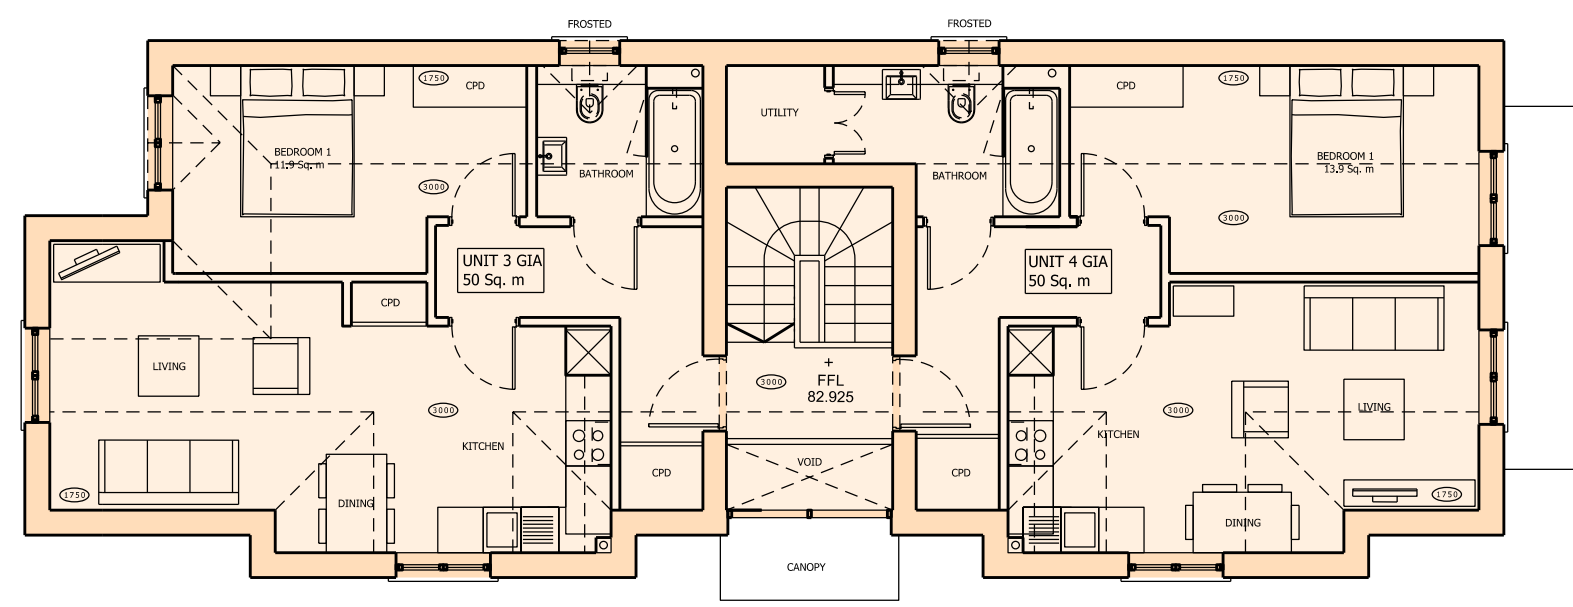 FROSTED
FROSTED
1750
CPD
UTILITY
CPD
1750
BEDROOM 1
11.9 Sq. m
3000
BATHROOM
BATHROOM
BEDROOM 1
13.9 Sq. m
3000
UNIT 3 GIA
50 Sq. m
UNIT 4 GIA
50 Sq. m
CPD
LIVING
3000
FFL
82.925
3000
KITCHEN
3000
LIVING
KITCHEN
1750
DINING
CPD
VOID
CPD
DINING
1750
CANOPY